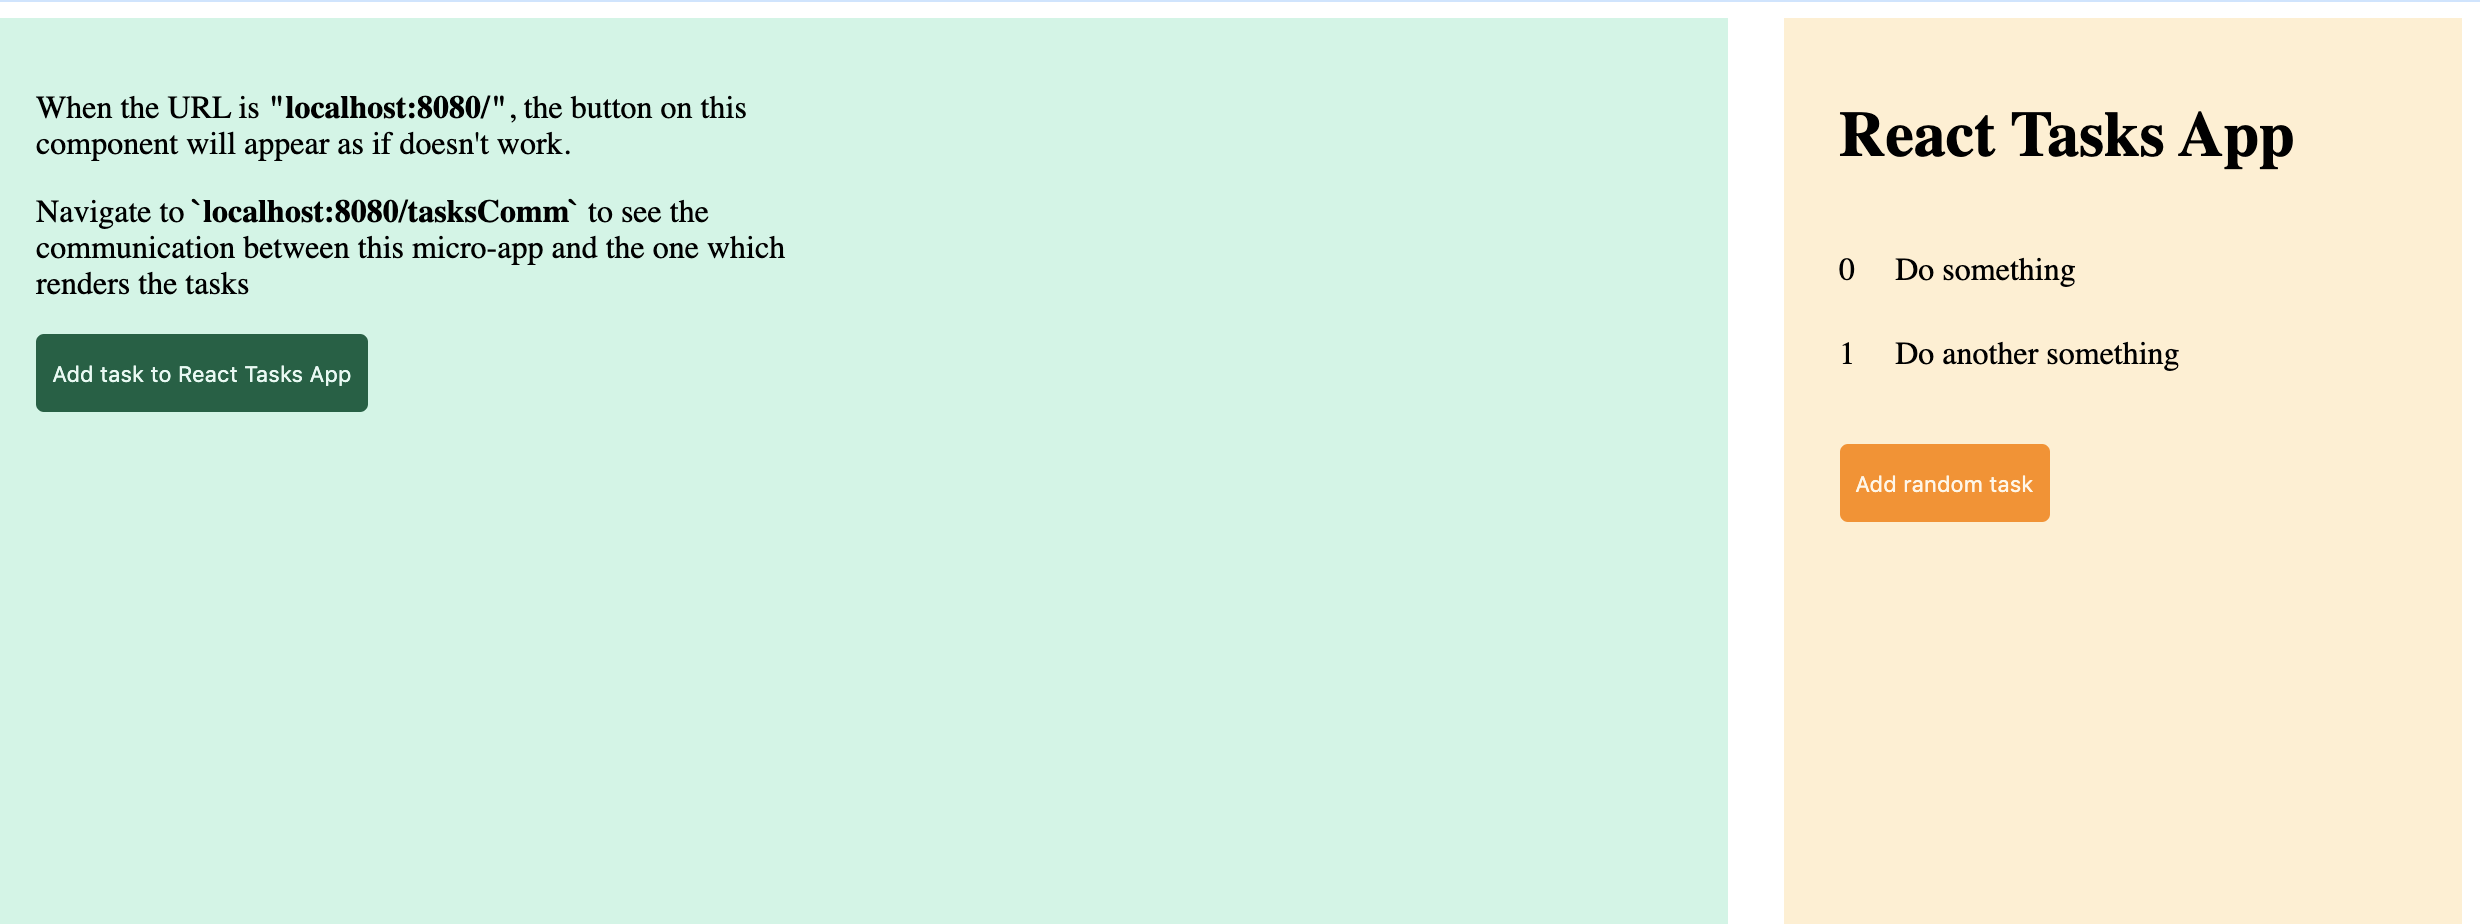 When the URL is "localhost:8080/", the button on this
component will appear as if doesn't work.
Navigate to `localhost:8080/tasksComm` to see the
communication between this micro-app and the one which
renders the tasks
Add task to React Tasks App
React Tasks App
0 Do something
1 Do another something
Add random task